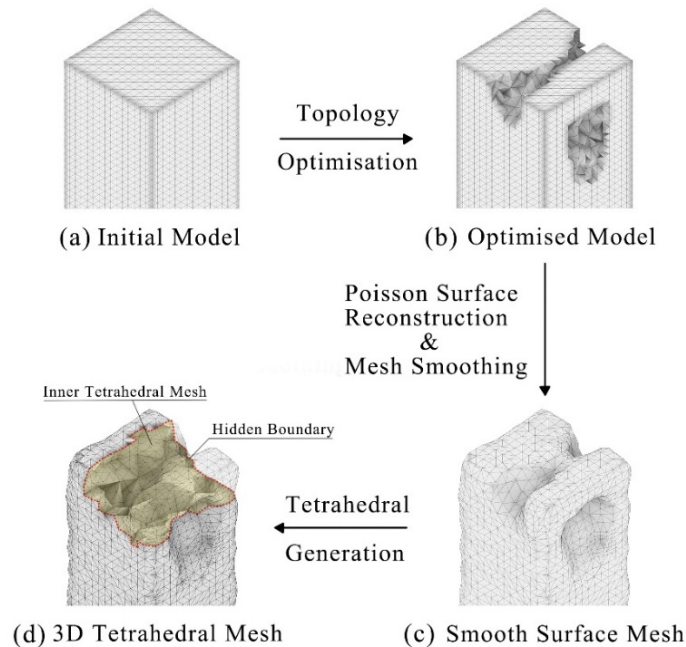 Topology
Optimisation
(a) Initial Model
(b) Optimised Model
Poisson Surface
Reconstruction
&
Mesh Smoothing
Inner Tetrahedral Mesh
Hidden Boundary
Tetrahedral
Generation
(d) 3D Tetrahedral Mesh
(c) Smooth Surface Mesh